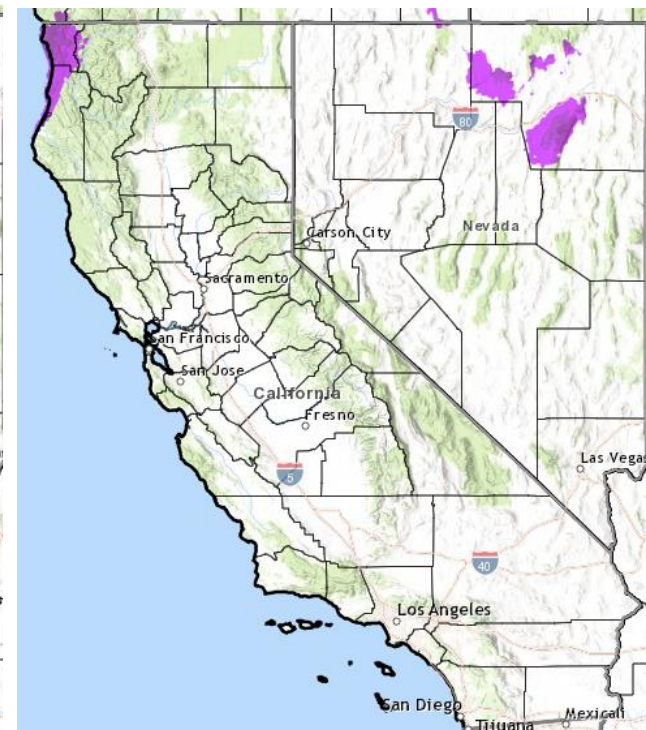 80
Nevada
Carson City
Sacramento
San Francisco
San Jose
California
Fresno
5
Las Vegas
40
Los Angeles
San Diego
Mexicali
Tijuana